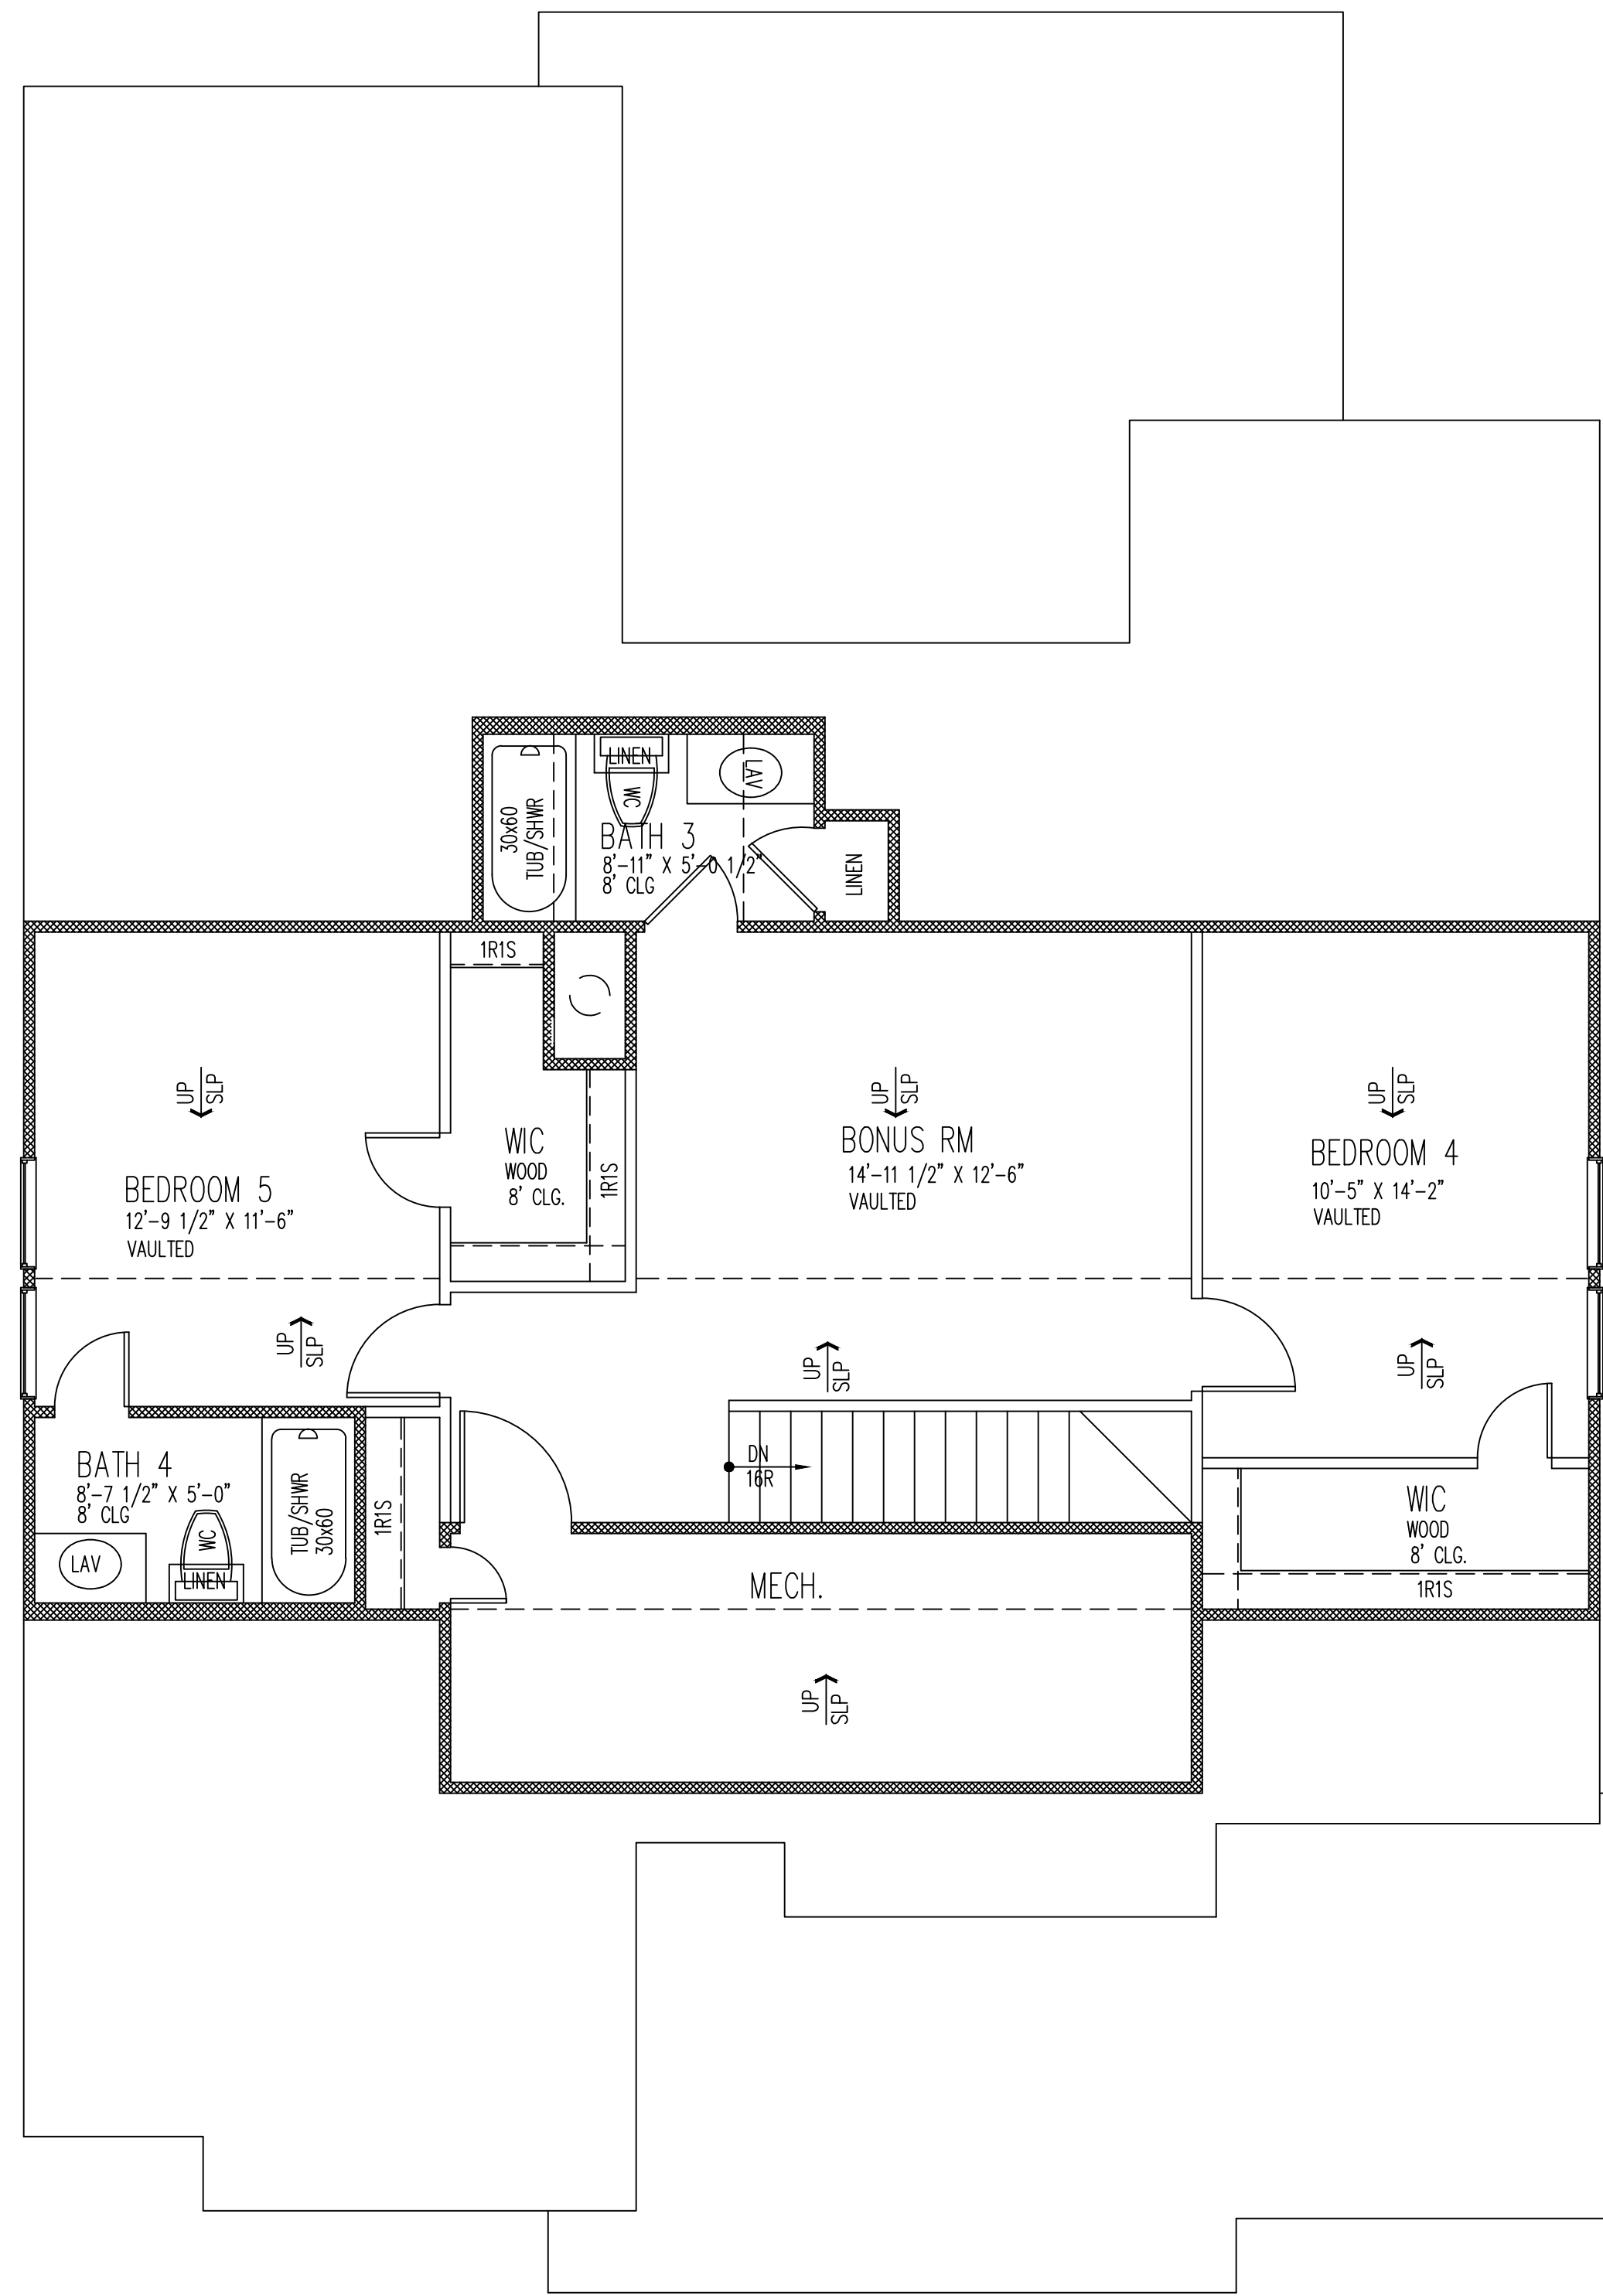 LINEN
LAV
WC
30x60
TUB/SHWR
BATH 3
8'-11" X 5'-0 1/2"
8' CLG
LINEN
1R1S
UP
SLP
UP
SLP
UP
SLP
WIC
WOOD
8' CLG.
1R1S
BONUS RM
14'-11 1/2" X 12'-6"
VAULTED
BEDROOM 4
10'-5" X 14'-2"
VAULTED
BEDROOM 5
12'-9 1/2" X 11'-6"
VAULTED
UP
SLP
UP
SLP
UP
SLP
BATH 4
8'-7 1/2" X 5'-0"
8' CLG
LAV
WC
LINEN
TUB/SHWR
30x60
1R1S
DN
16R
WIC
WOOD
8' CLG.
1R1S
MECH.
UP
SLP